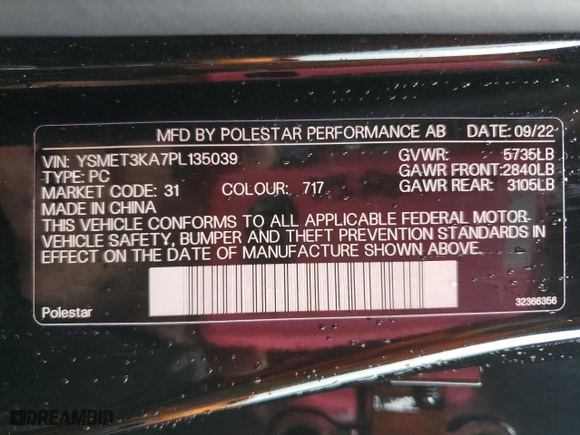 MFD BY POLESTAR PERFORMANCE AB DATE: 09/22
VIN: YSMET3KA7PL135039 GVWR: 5735LB
TYPE: PC GAWR FRONT:2840LB
MARKET CODE: 31 COLOUR: 717 GAWR REAR: 3105LB
MADE IN CHINA
THIS VEHICLE CONFORMS TO ALL APPLICABLE FEDERAL MOTOR
VEHICLE SAFETY, BUMPER AND THEFT PREVENTION STANDARDS IN
EFFECT ON THE DATE OF MANUFACTURE SHOWN ABOVE.
Polestar 32366356
DREAMBID